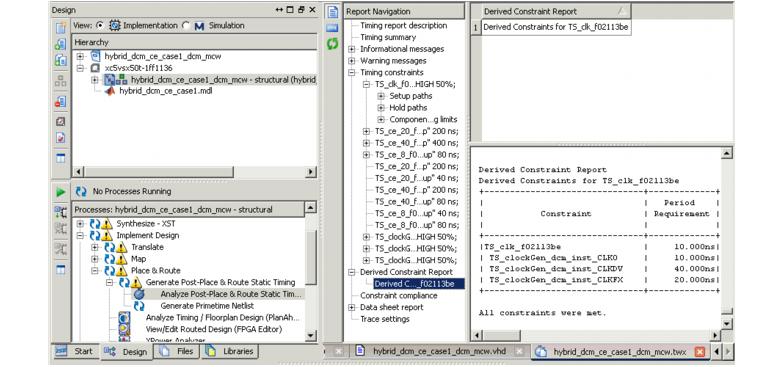 Design
View:
Implementation
Simulation
Hierarchy
hybrid_dcm_ce_case1_dcm_mcw
xc5vsx50t-1ff1136
hybrid_dcm_ce_case1_dcm_mcw - structural (hybrid_
hybrid_dcm_ce_case1.mdl
No Processes Running
Processes: hybrid_dcm_ce_case1_dcm_mcw - structural
Synthesize - XST
Implement Design
Translate
Map
Place & Route
Generate Post-Place & Route Static Timing
Analyze Post-Place & Route Static Tim...
Generate Primetime Netlist
Analyze Timing / Floorplan Design (PlanAh...
View/Edit Routed Design (FPGA Editor)
XPower Analyzer
Start
Design
Files
Libraries
Report Navigation
Timing report description
Timing summary
Informational messages
Warning messages
Timing constraints
TS_clk_f0...HIGH 50%;
Setup paths
Hold paths
Componen...g limits
TS_ce_20_f...p" 200 ns;
TS_ce_40_f...p" 400 ns;
TS_ce_8_f0...up" 80 ns;
TS_ce_20_f...p" 200 ns;
TS_ce_20_f...up" 40 ns;
TS_ce_40_f...p" 200 ns;
TS_ce_40_f...up" 80 ns;
TS_ce_8_f0...up" 40 ns;
TS_ce_8_f0...up" 80 ns;
TS_clockG...HIGH 50%;
TS_clockG...HIGH 50%;
TS_clockG...HIGH 50%;
Derived Constraint Report
Derived C..._f02113be
Constraint compliance
Data sheet report
Trace settings
Derived Constraint Report
1 Derived Constraints for TS_clk_f02113be
Derived Constraint Report
Derived Constraints for TS_clk_f02113be
Period
Constraint | Requirement |
|TS_clk_f02113be | 10.000ns|
| TS_clockGen_dcm_inst_CLK0 | 10.000ns|
| TS_clockGen_dcm_inst_CLKDV | 40.000ns|
| TS_clockGen_dcm_inst_CLKFX | 20.000ns|
All constraints were met.
hybrid_dcm_ce_case1_dcm_mcw.vhd
hybrid_dcm_ce_case1_dcm_mcw.twx